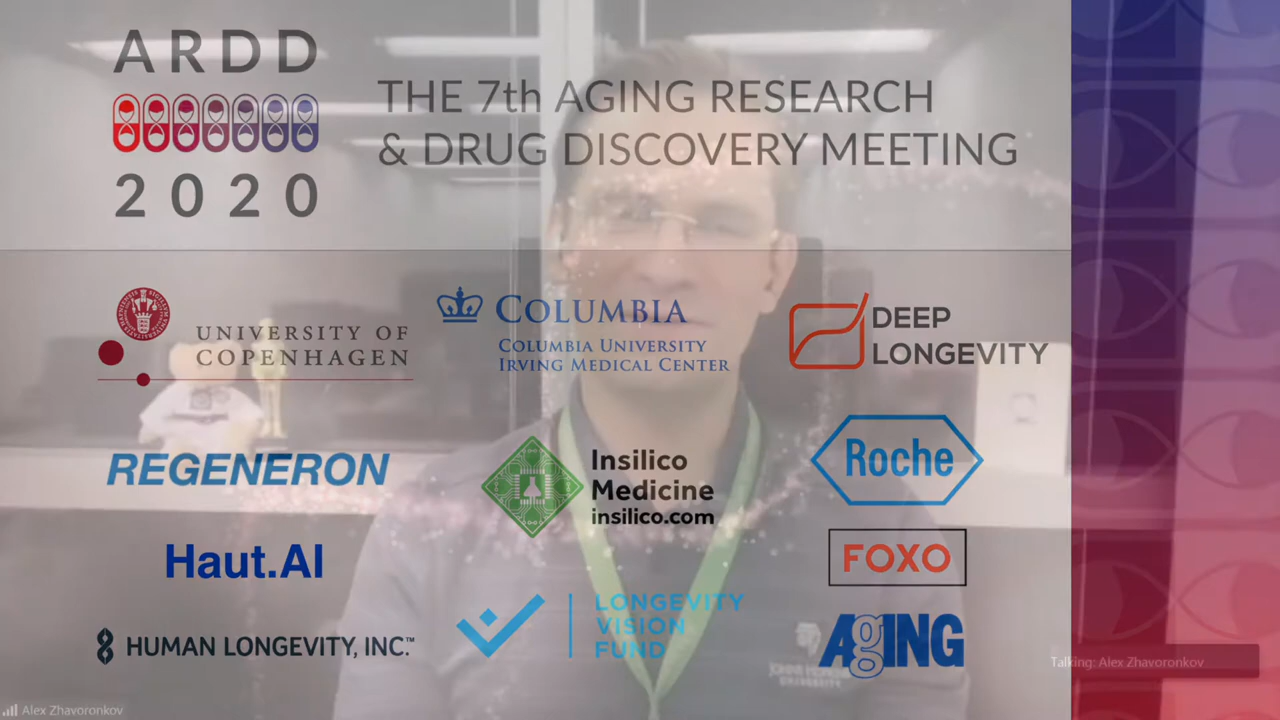 ARDD
2020
THE 7th AGING RESEARCH
& DRUG DISCOVERY MEETING
UNIVERSITY OF
COPENHAGEN
COLUMBIA
COLUMBIA UNIVERSITY
IRVING MEDICAL CENTER
DEEP
LONGEVITY
REGENERON
Insilico
Medicine
insilico.com
Roche
Haut.AI
FOXO
HUMAN LONGEVITY, INC.™
LONGEVITY
VISION
FUND
AgING
Talking: Alex Zhavoronkov
Alex Zhavoronkov